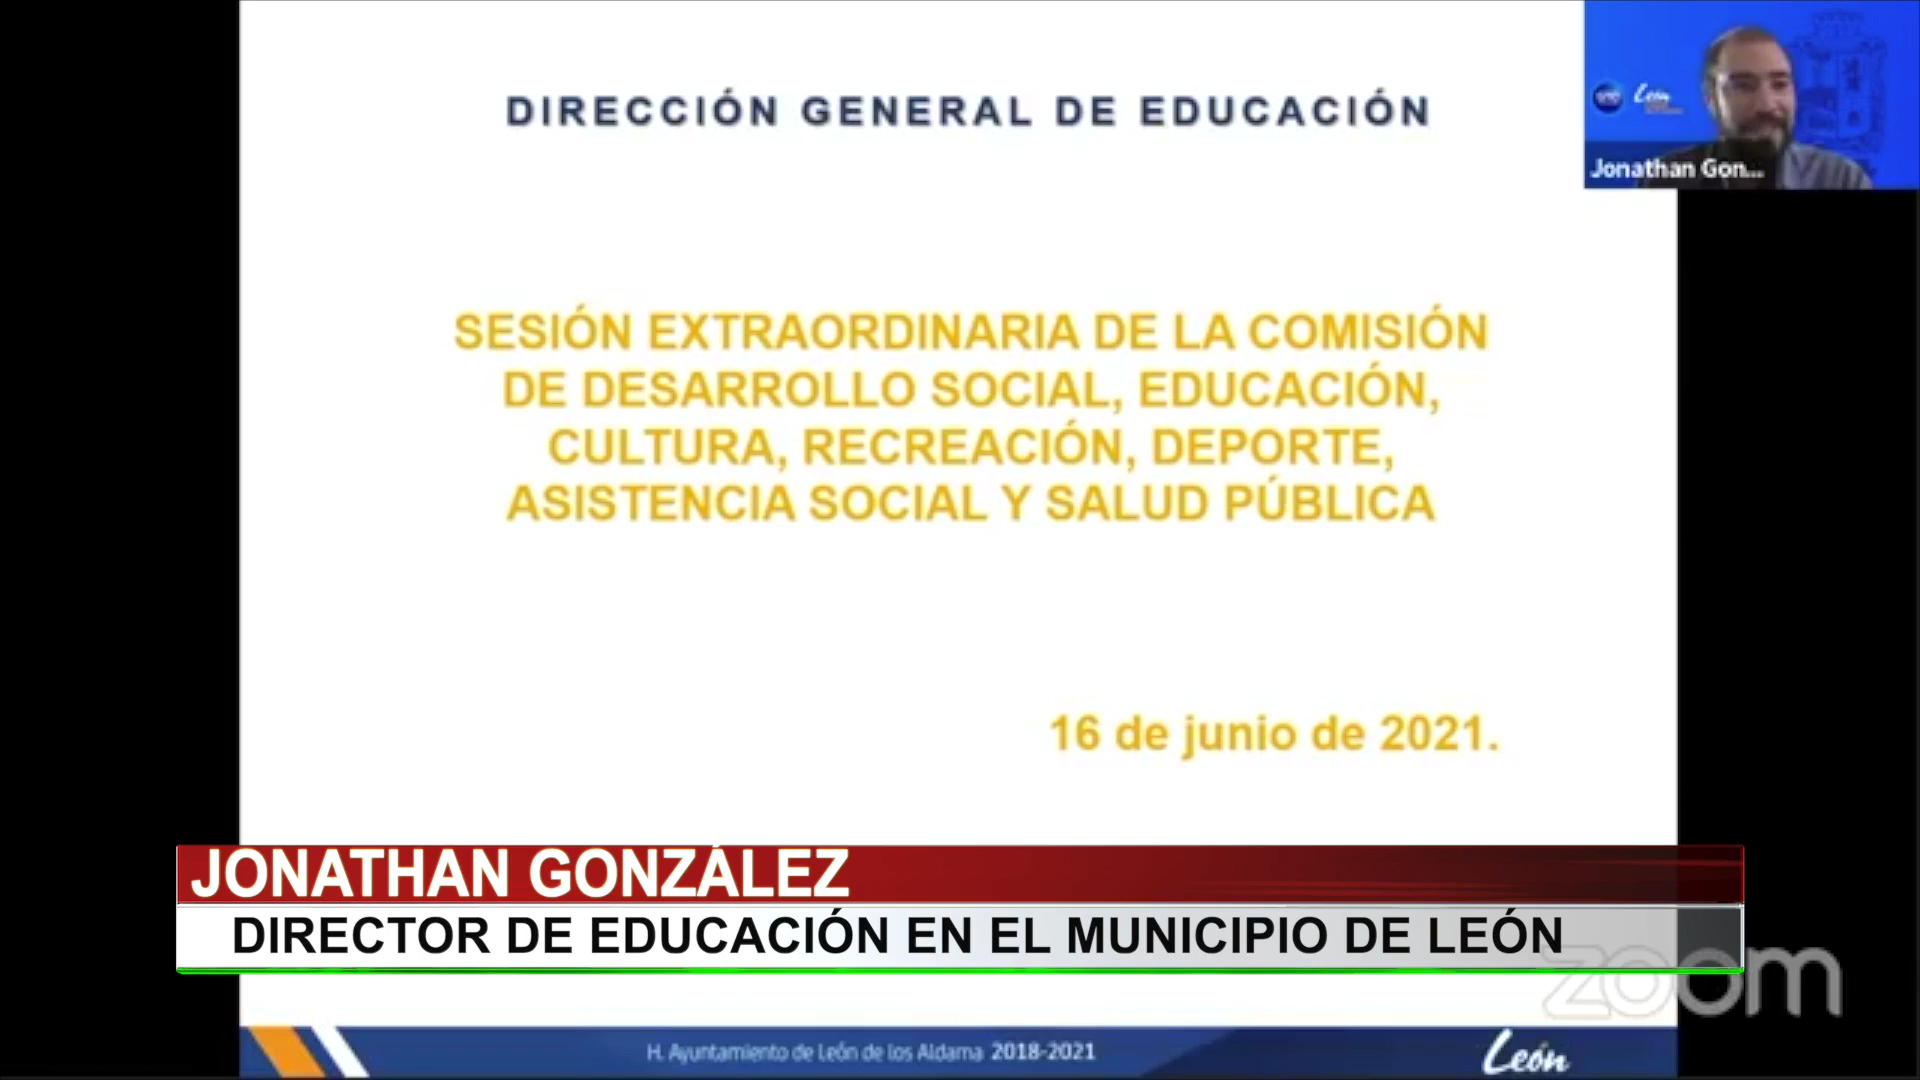 DIRECCIÓN GENERAL DE EDUCACIÓN
León
Jonathan Gon...
SESIÓN EXTRAORDINARIA DE LA COMISIÓN
DE DESARROLLO SOCIAL, EDUCACIÓN,
CULTURA, RECREACIÓN, DEPORTE,
ASISTENCIA SOCIAL Y SALUD PÚBLICA
16 de junio de 2021.
JONATHAN GONZÁLEZ
DIRECTOR DE EDUCACIÓN EN EL MUNICIPIO DE LEÓN
zoom
H. Ayuntamiento de León de los Aldama 2018-2021
León